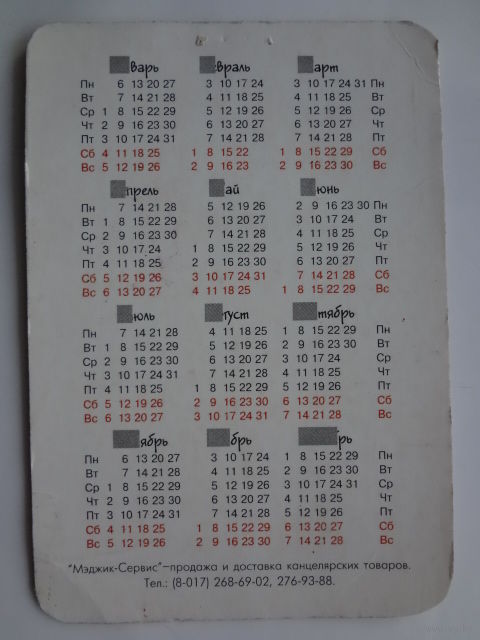 варь враль арт
Пн 6 13 20 27 3 10 17 24 3 10 17 24 31 Пн
Вт 7 14 21 28 4 11 18 25 4 11 18 25 Вт
Ср 1 8 15 22 29 5 12 19 26 5 12 19 26 Ср
Чт 2 9 16 23 30 6 13 20 27 6 13 20 27 Чт
Пт 3 10 17 24 31 7 14 21 28 7 14 21 28 Пт
Сб 4 11 18 25 1 8 15 22 1 8 15 22 29 Сб
Вс 5 12 19 26 2 9 16 23 2 9 16 23 30 Вс
прель ай юнь
Пн 7 14 21 28 5 12 19 26 2 9 16 23 30 Пн
Вт 1 8 15 22 29 6 13 20 27 3 10 17 24 Вт
Ср 2 9 16 23 30 7 14 21 28 4 11 18 25 Ср
Чт 3 10 17 24 1 8 15 22 29 5 12 19 26 Чт
Пт 4 11 18 25 2 9 16 23 30 6 13 20 27 Пт
Сб 5 12 19 26 3 10 17 24 31 7 14 21 28 Сб
Вс 6 13 20 27 4 11 18 25 1 8 15 22 29 Вс
юль густ тябрь
Пн 7 14 21 28 4 11 18 25 1 8 15 22 29 Пн
Вт 1 8 15 22 29 5 12 19 26 2 9 16 23 30 Вт
Ср 2 9 16 23 30 6 13 20 27 3 10 17 24 Ср
Чт 3 10 17 24 31 7 14 21 28 4 11 18 25 Чт
Пт 4 11 18 25 1 8 15 22 29 5 12 19 26 Пт
Сб 5 12 19 26 2 9 16 23 30 6 13 20 27 Сб
Вс 6 13 20 27 3 10 17 24 31 7 14 21 28 Вс
ябрь брь рь
Пн 6 13 20 27 3 10 17 24 1 8 15 22 29 Пн
Вт 7 14 21 28 4 11 18 25 2 9 16 23 30 Вт
Ср 1 8 15 22 29 5 12 19 26 3 10 17 24 31 Ср
Чт 2 9 16 23 30 6 13 20 27 4 11 18 25 Чт
Пт 3 10 17 24 31 7 14 21 28 5 12 19 26 Пт
Сб 4 11 18 25 1 8 15 22 29 6 13 20 27 Сб
Вс 5 12 19 26 2 9 16 23 30 7 14 21 28 Вс
"Мэджик-Сервис"–продажа и доставка канцелярских товаров.
Тел.: (8-017) 268-69-02, 276-93-88.